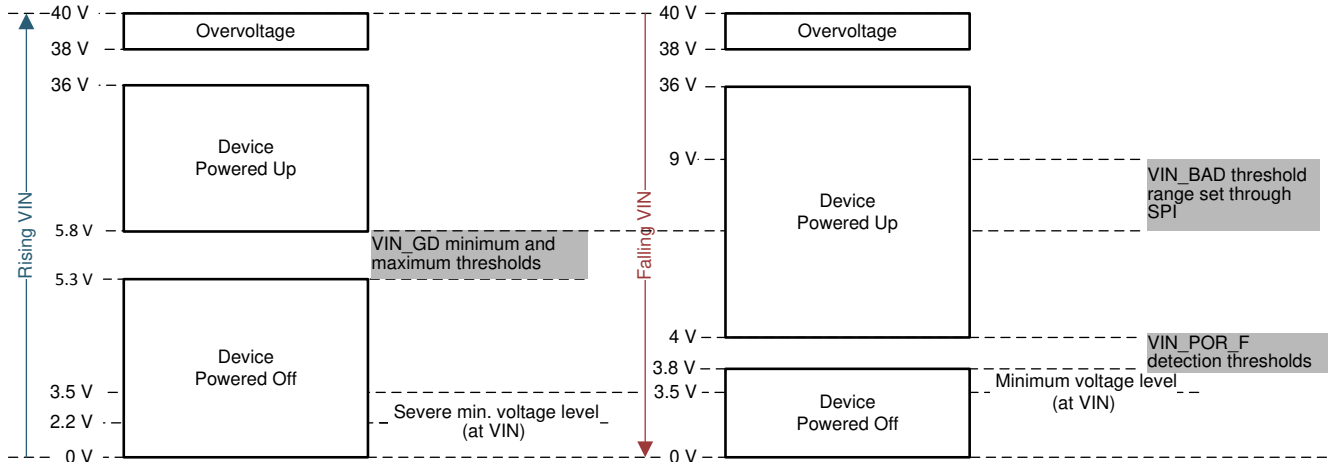 40 V
Overvoltage
38 V
36 V
Device
Powered Up
Rising VIN
5.8 V
VIN_GD minimum and
maximum thresholds
5.3 V
Device
Powered Off
3.5 V
Severe min. voltage level
(at VIN)
2.2 V
0 V
40 V
Overvoltage
38 V
36 V
9 V
VIN_BAD threshold
range set through
SPI
Device
Powered Up
Falling VIN
4 V
VIN_POR_F
detection thresholds
3.8 V
3.5 V
Minimum voltage level
(at VIN)
Device
Powered Off
0 V